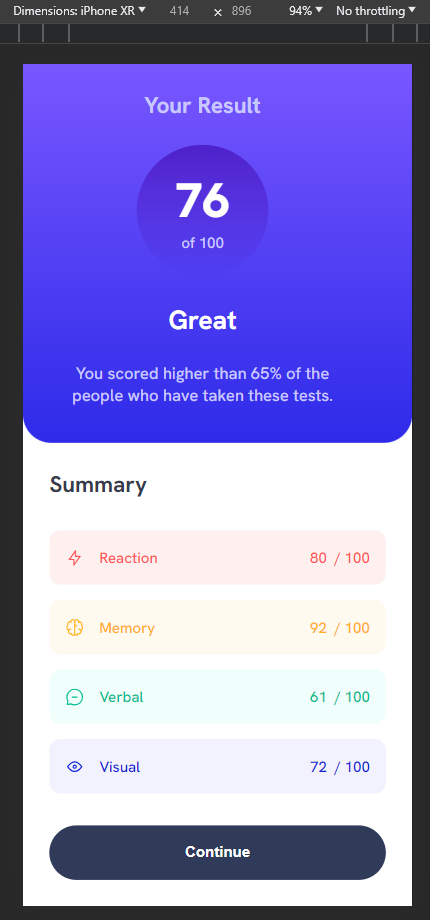 Dimensions: iPhone XR 414 × 896 94% No throttling
Your Result
76
of 100
Great
You scored higher than 65% of the
people who have taken these tests.
Summary
Reaction 80 / 100
Memory 92 / 100
Verbal 61 / 100
Visual 72 / 100
Continue